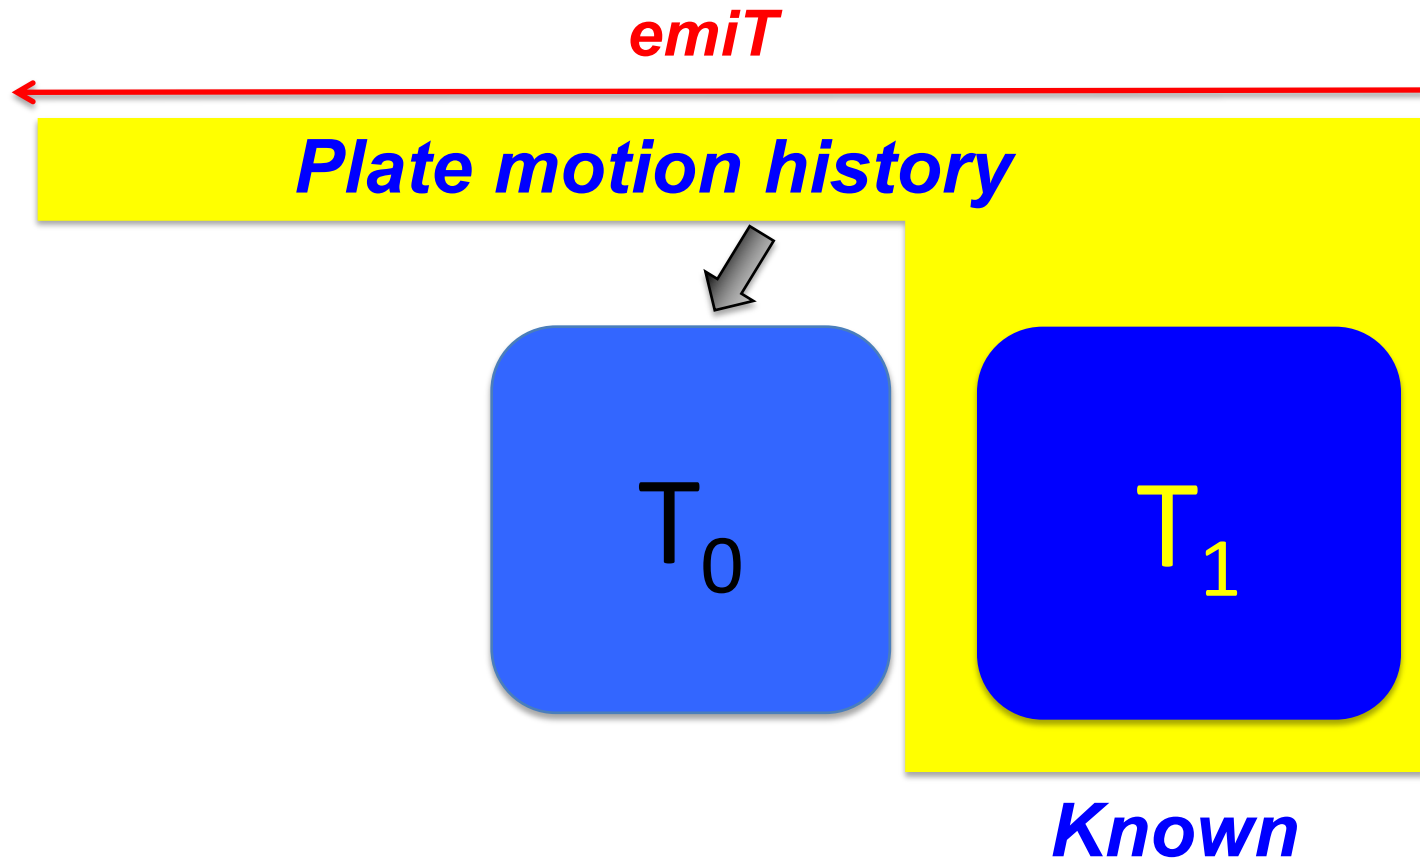 emiT
Plate motion history
T₀
T₁
Known